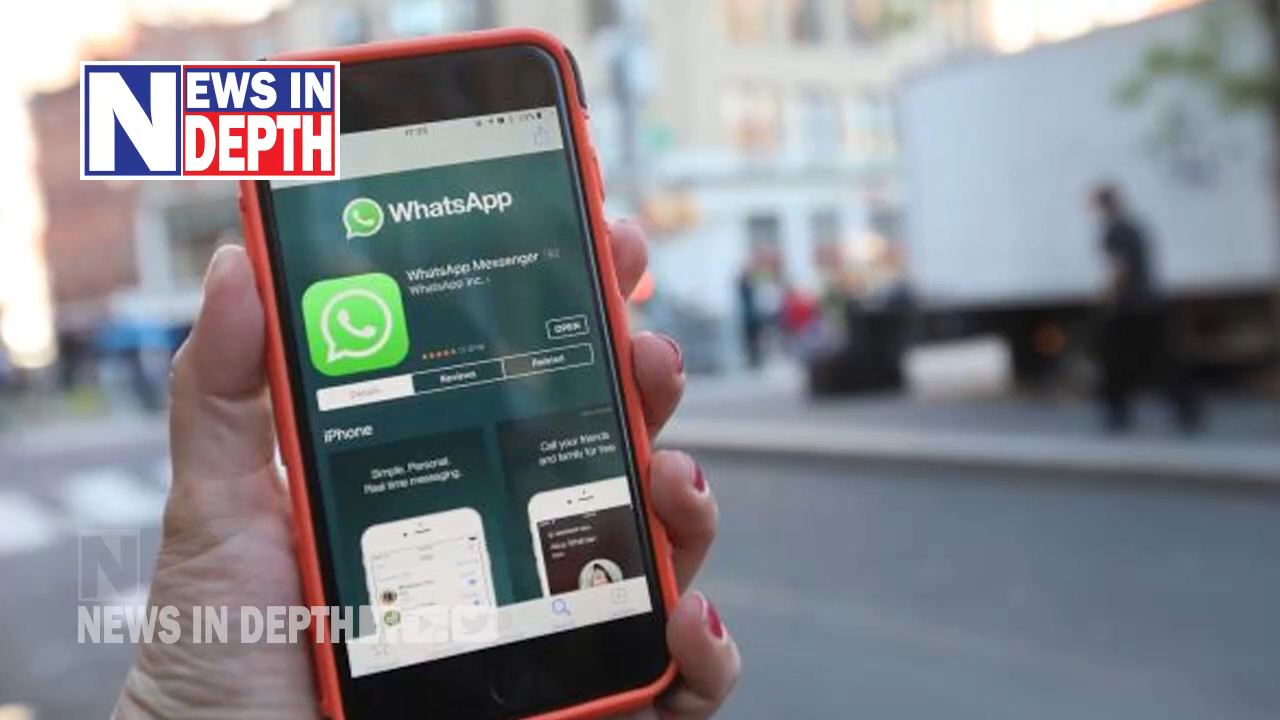 NEWS IN
DEPTH
WhatsApp
WhatsApp Messenger
WhatsApp Inc.
OPEN
Details
Reviews
Related
iPhone
Simple. Personal.
Real time messaging.
Call your friends
and family for free
NEWS IN DEPTH